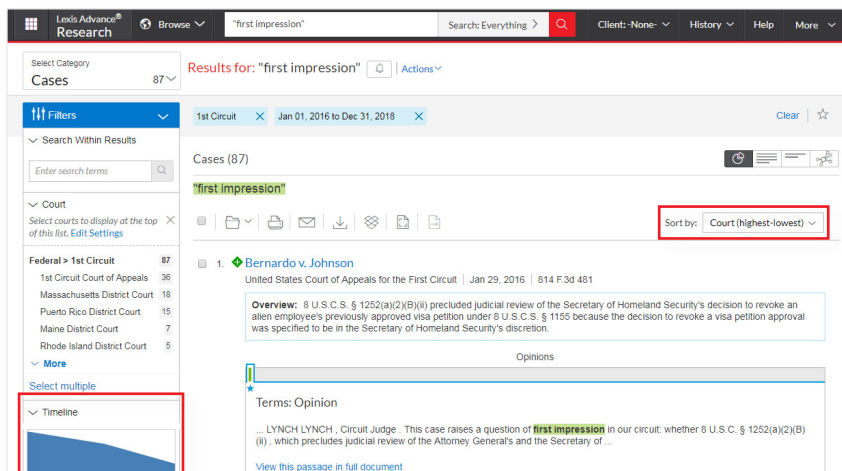 Lexis Advance®
Research
Browse
"first impression"
Search: Everything
Client: -None-
History
Help
More
Select Category
Cases
87
Results for: "first impression"
Actions
Filters
1st Circuit
Jan 01, 2016 to Dec 31, 2018
Clear
Search Within Results
Enter search terms
Cases (87)
"first impression"
Court
Select courts to display at the top
of this list. Edit Settings
Sort by:
Court (highest-lowest)
Federal > 1st Circuit 87
1st Circuit Court of Appeals 36
Massachusetts District Court 18
Puerto Rico District Court 15
Maine District Court 7
Rhode Island District Court 5
More
Select multiple
Timeline
1. Bernardo v. Johnson
United States Court of Appeals for the First Circuit | Jan 29, 2016 | 814 F.3d 481
Overview: 8 U.S.C.S. § 1252(a)(2)(B)(ii) precluded judicial review of the Secretary of Homeland Security's decision to revoke an
alien employee's previously approved visa petition under 8 U.S.C.S. § 1155 because the decision to revoke a visa petition approval
was specified to be in the Secretary of Homeland Security's discretion.
Opinions
Terms: Opinion
... LYNCH LYNCH , Circuit Judge . This case raises a question of first impression in our circuit: whether 8 U.S.C. § 1252(a)(2)(B)
(ii) , which precludes judicial review of the Attorney General's and the Secretary of ...
View this passage in full document